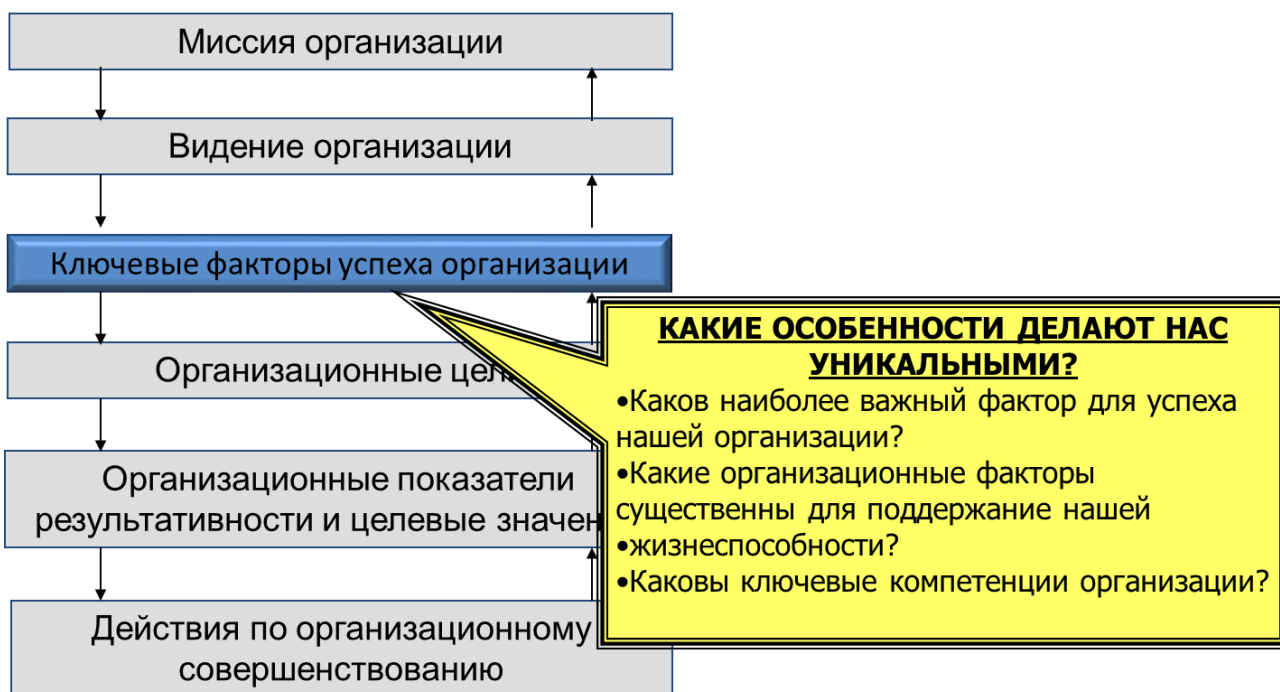 Миссия организации
Видение организации
Ключевые факторы успеха организации
Организационные цел
Организационные показатели
результативности и целевые значен
Действия по организационному
совершенствованию
КАКИЕ ОСОБЕННОСТИ ДЕЛАЮТ НАС
УНИКАЛЬНЫМИ?
•Каков наиболее важный фактор для успеха
нашей организации?
•Какие организационные факторы
существенны для поддержание нашей
•жизнеспособности?
•Каковы ключевые компетенции организации?